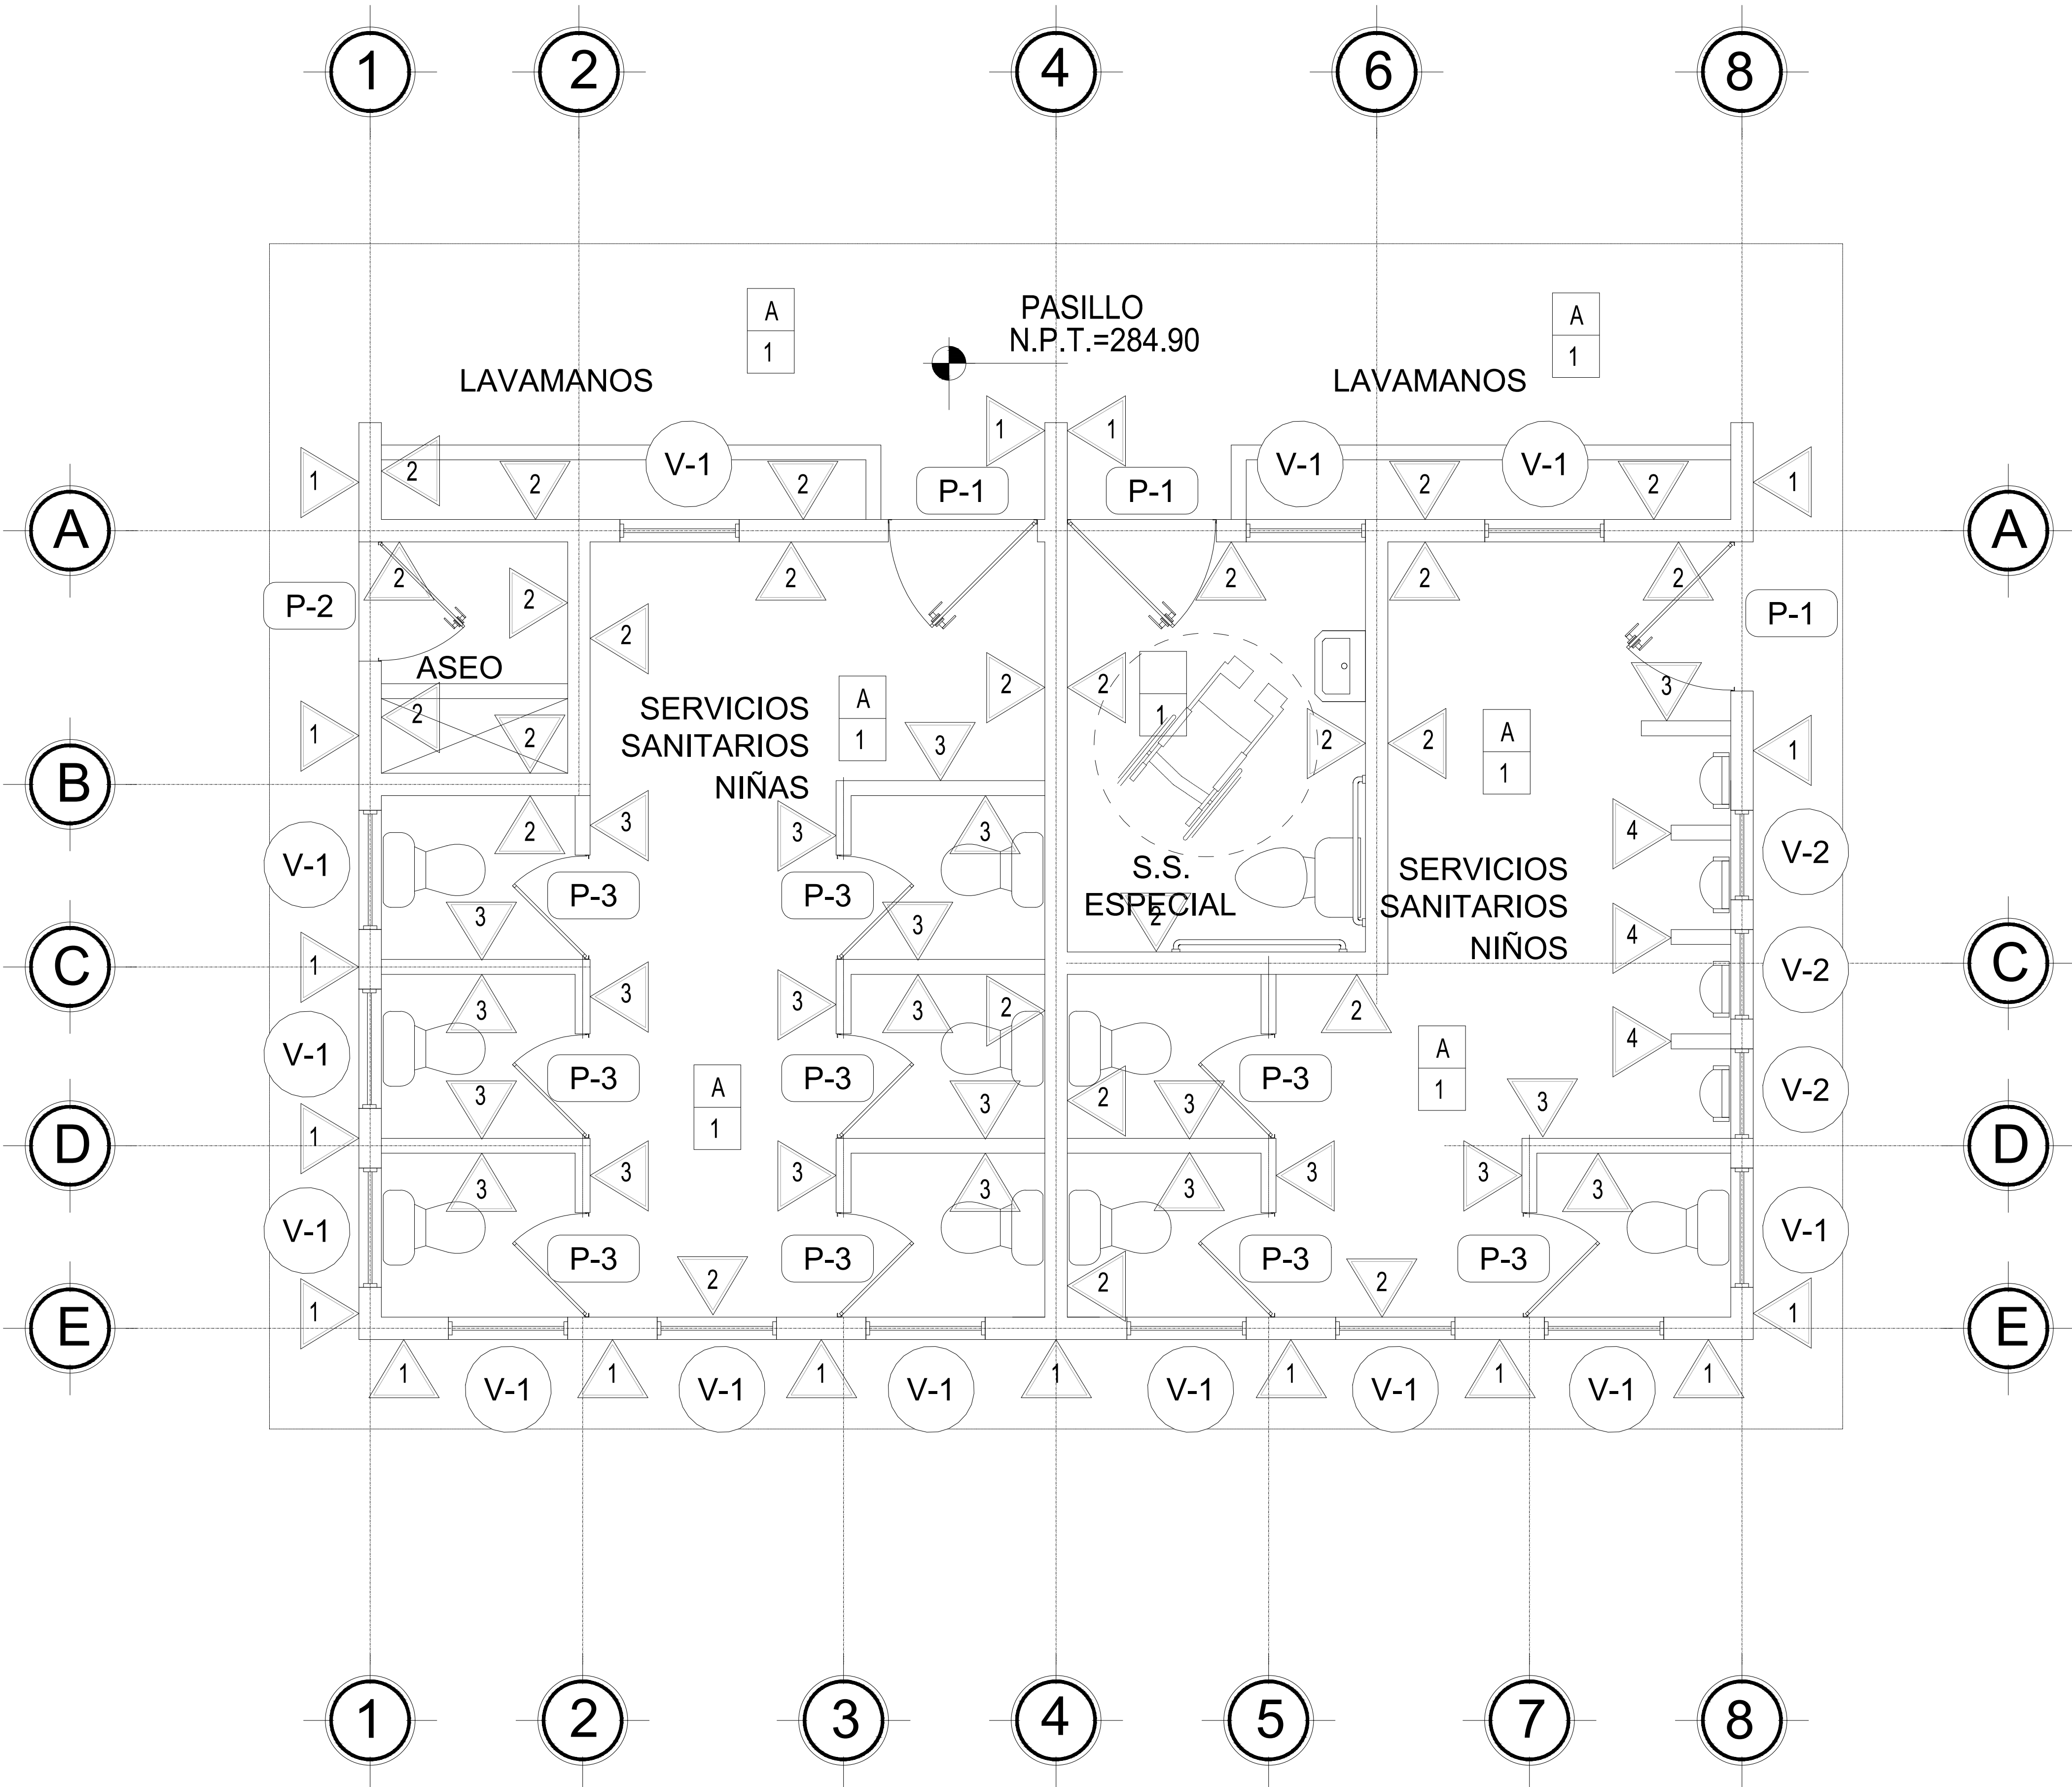 1 2 4 6 8
A 1
PASILLO
A 1
N.P.T.=284.90
LAVAMANOS
LAVAMANOS
1 1
V-1 V-1 V-1
1 2 2 2 P-1 P-1 2 2 1
A A
2 2 2 2 2 2
P-2 P-1
2
ASEO
2 2 3
SERVICIOS
SANITARIOS
NIÑAS
A
1
1
A
1
1 2 2 3 2 2 1
B
2 3 3 3 4
V-1 V-2
S.S.
ESPECIAL
SERVICIOS
SANITARIOS
NIÑOS
P-3 P-3
3 3 2 4
C 1 V-2 C
3 3 3 3 2 2
A
1
4
V-1 P-3 P-3 P-3 V-2
A
1
3 3 2 3 3
D 1 D
3 3 3 3 3 3 3 3 3
V-1 P-3 P-3 P-3 P-3 V-1
2 2 2
E 1 1 E
1 1 1 1 1 1 1
V-1 V-1 V-1 V-1 V-1 V-1
1 2 3 4 5 7 8